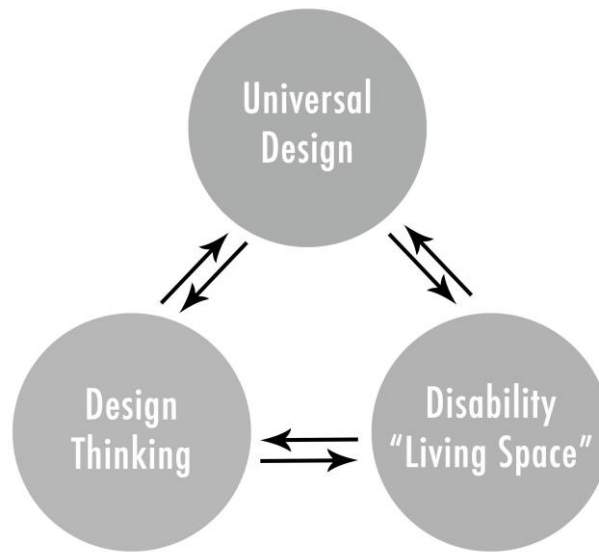 Universal
Design
Design
Thinking
Disability
“Living Space”